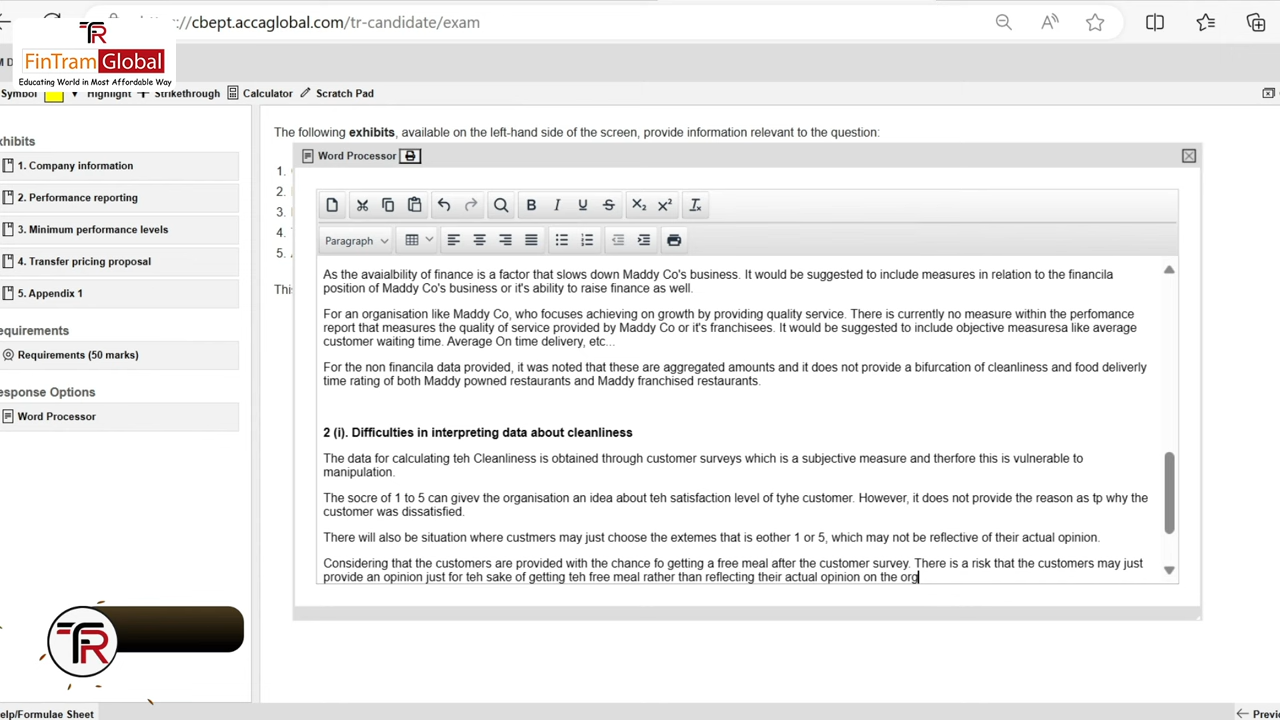 ://cbept.accaglobal.com/tr-candidate/exam
TR
FinTram Global
Educating World in Most Affordable Way
Symbol Highlight Strikethrough Calculator Scratch Pad
xhibits
1. Company information
2. Performance reporting
3. Minimum performance levels
4. Transfer pricing proposal
5. Appendix 1
equirements
Requirements (50 marks)
esponse Options
Word Processor
The following exhibits, available on the left-hand side of the screen, provide information relevant to the question:
1.
2.
3.
4.
5.
Thi
Word Processor
Paragraph
As the avaialbility of finance is a factor that slows down Maddy Co's business. It would be suggested to include measures in relation to the financila
position of Maddy Co's business or it's ability to raise finance as well.
For an organisation like Maddy Co, who focuses achieving on growth by providing quality service. There is currently no measure within the perfomance
report that measures the quality of service provided by Maddy Co or it's franchisees. It would be suggested to include objective measuresa like average
customer waiting time. Average On time delivery, etc...
For the non financila data provided, it was noted that these are aggregated amounts and it does not provide a bifurcation of cleanliness and food deliverly
time rating of both Maddy powned restaurants and Maddy franchised restaurants.
2 (i). Difficulties in interpreting data about cleanliness
The data for calculating teh Cleanliness is obtained through customer surveys which is a subjective measure and therfore this is vulnerable to
manipulation.
The socre of 1 to 5 can givev the organisation an idea about teh satisfaction level of tyhe customer. However, it does not provide the reason as tp why the
customer was dissatisfied.
There will also be situation where custmers may just choose the extemes that is eother 1 or 5, which may not be reflective of their actual opinion.
Considering that the customers are provided with the chance fo getting a free meal after the customer survey. There is a risk that the customers may just
provide an opinion just for teh sake of getting teh free meal rather than reflecting their actual opinion on the org
TR
elp/Formulae Sheet
Previo